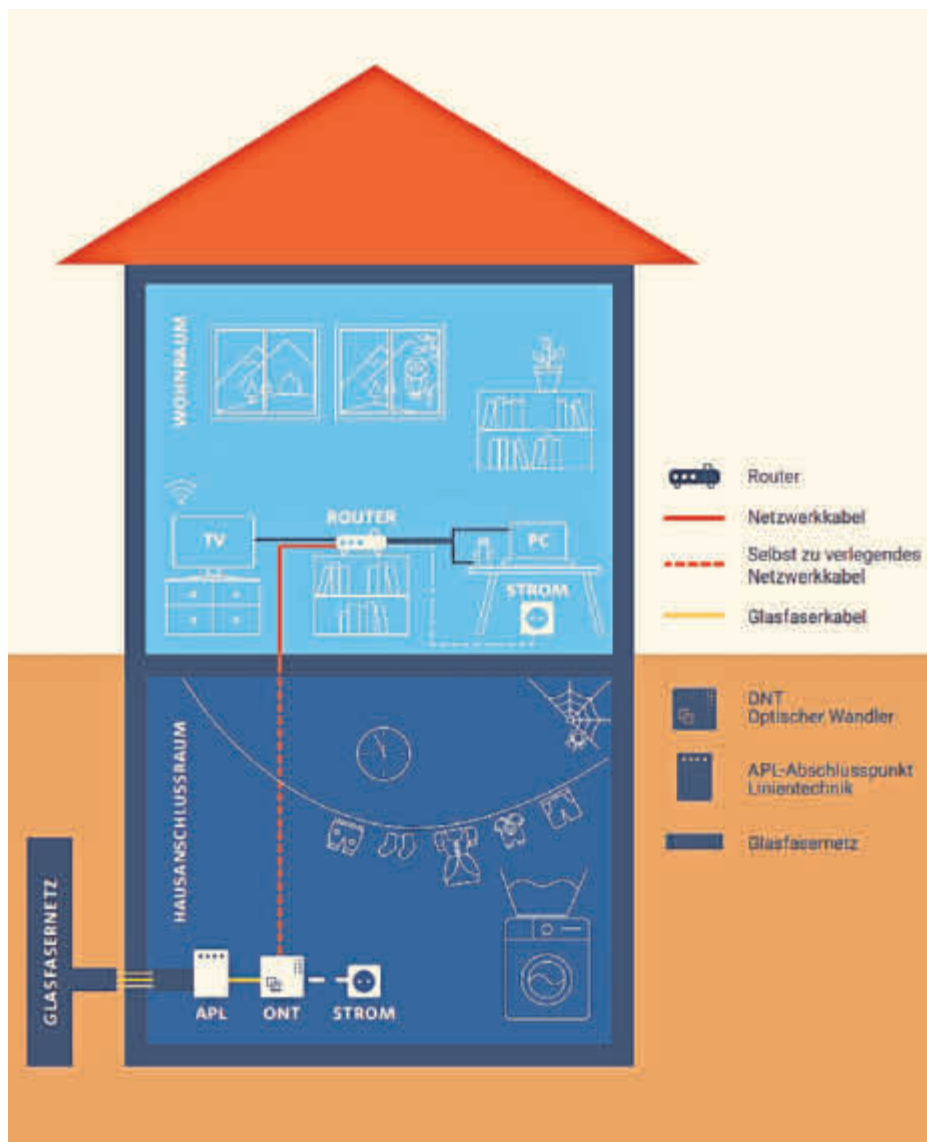 WOHNRAUM
ROUTER
TV
PC
STROM
HAUSANSCHLUSSRAUM
GLASFASERNETZ
APL
ONT
STROM
Router
Netzwerkkabel
Selbst zu verlegendes
Netzwerkkabel
Glasfaserkabel
ONT
Optischer Wandler
APL-Abschlusspunkt
Linientechnik
Glasfasernetz